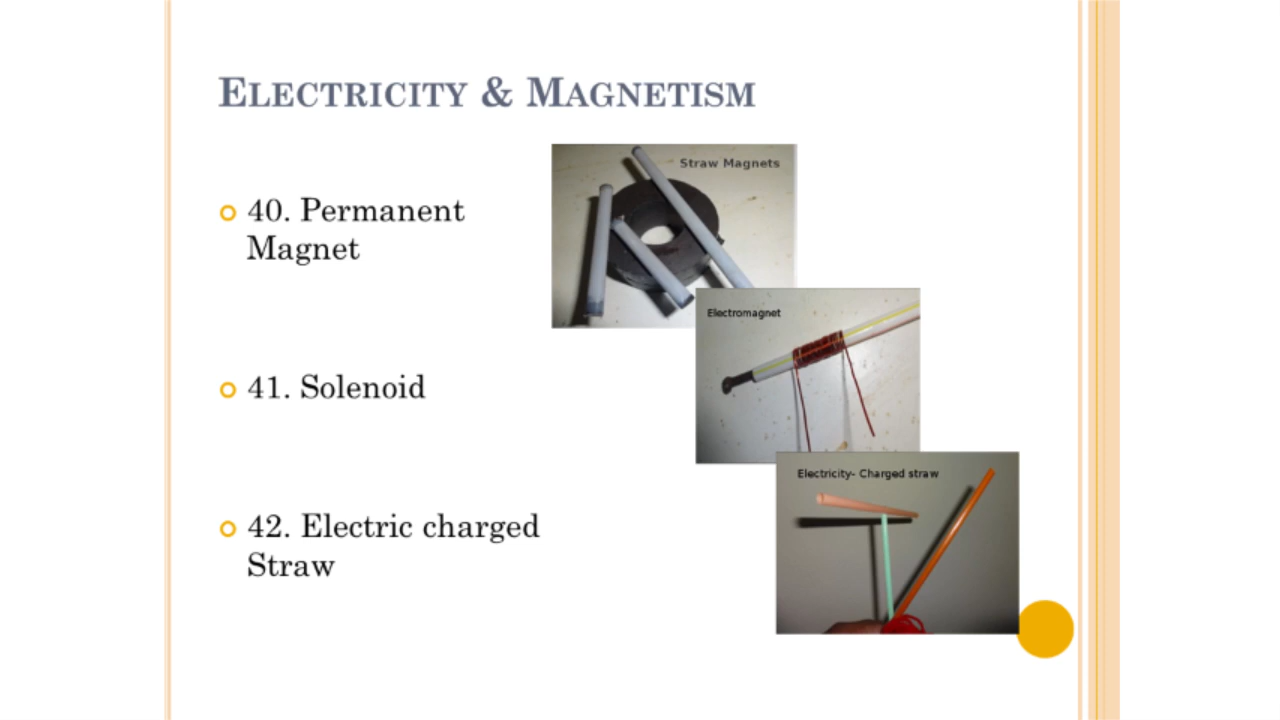 ELECTRICITY & MAGNETISM
40. Permanent
Magnet
41. Solenoid
42. Electric charged
Straw
Straw Magnets
Electromagnet
Electricity- Charged straw